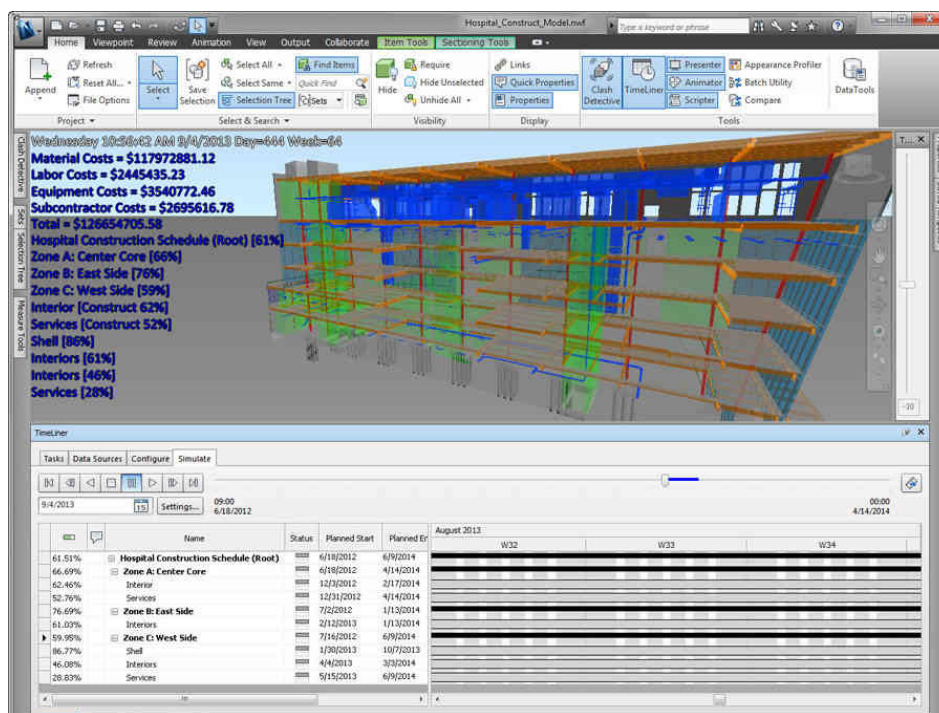 Hospital_Construct_Model.nwf
Type a keyword or phrase
Home Viewpoint Review Animation View Output Collaborate Item Tools Sectioning Tools
Append
Refresh
Reset All...
File Options
Project
Select
Save Selection
Select All
Select Same
Selection Tree
Find Items
Quick Find
Sets
Select & Search
Hide
Require
Hide Unselected
Unhide All
Visibility
Links
Quick Properties
Properties
Display
Clash Detective
TimeLiner
Presenter
Animator
Scripter
Appearance Profiler
Batch Utility
Compare
Tools
DataTools
Clash Detective
Sets
Selection Tree
Measure Tools
T...
Wednesday 10:56:42 AM 9/4/2013 Day=444 Week=64
Material Costs = $117972881.12
Labor Costs = $2445435.23
Equipment Costs = $3540772.46
Subcontractor Costs = $2695616.78
Total = $126654705.58
Hospital Construction Schedule (Root) [61%]
Zone A: Center Core [66%]
Zone B: East Side [76%]
Zone C: West Side [59%]
Interior [Construct 62%]
Services [Construct 52%]
Shell [86%]
Interiors [61%]
Interiors [46%]
Services [28%]
TimeLiner
Tasks Data Sources Configure Simulate
9/4/2013
15
Settings...
09:00
6/18/2012
00:00
4/14/2014
Name Status Planned Start Planned Er
August 2013
W32 W33 W34
61.51% Hospital Construction Schedule (Root) 6/18/2012 6/9/2014
66.69% Zone A: Center Core 6/18/2012 4/14/2014
62.46% Interior 12/3/2012 2/17/2014
52.76% Services 12/31/2012 4/14/2014
76.69% Zone B: East Side 7/2/2012 1/13/2014
61.03% Interiors 2/12/2013 1/13/2014
59.95% Zone C: West Side 7/16/2012 6/9/2014
86.77% Shell 1/30/2013 10/7/2013
46.08% Interiors 4/4/2013 3/3/2014
28.83% Services 5/15/2013 6/9/2014